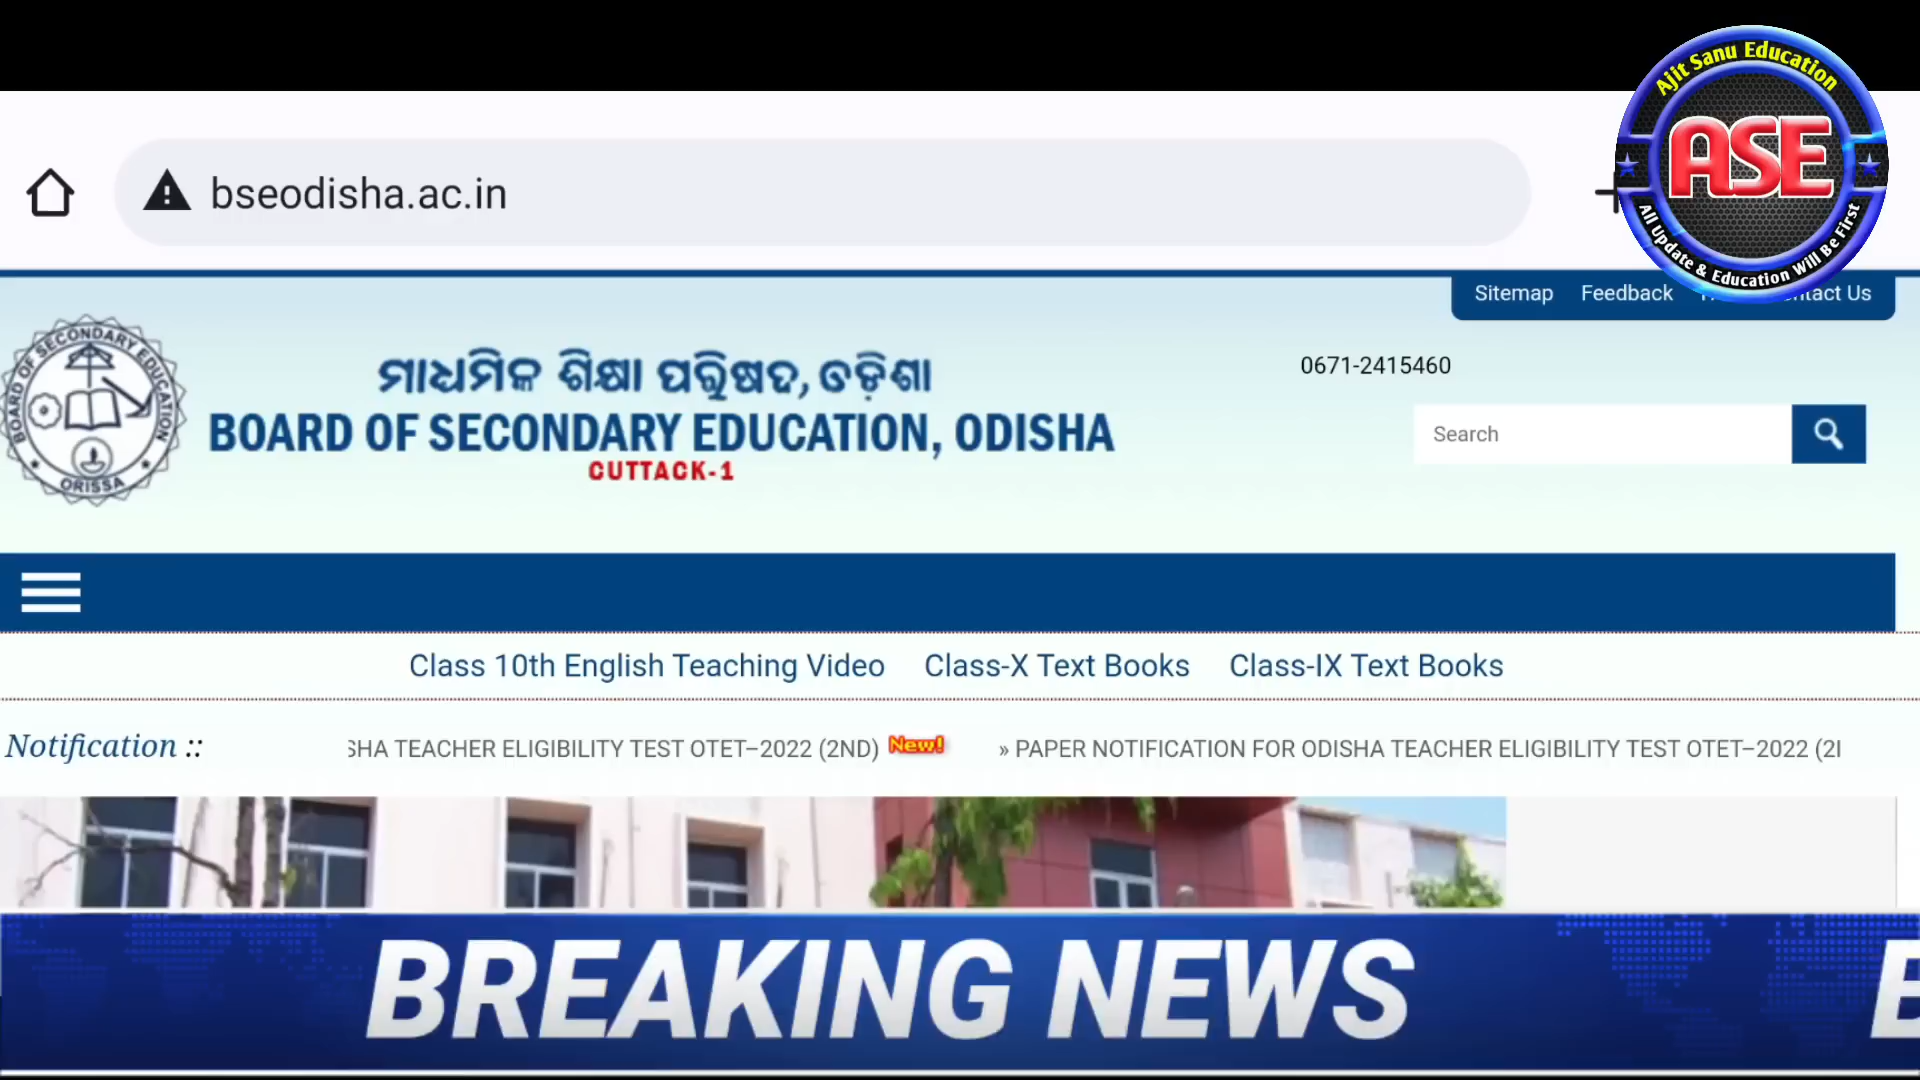 Ajit Sanu Education
ASE
All Update & Education Will Be First
bseodisha.ac.in
Sitemap Feedback Contact Us
BOARD OF SECONDARY EDUCATION
ORISSA
ମାଧ୍ୟମିକ ଶିକ୍ଷା ପରିଷଦ, ଓଡ଼ିଶା
0671-2415460
BOARD OF SECONDARY EDUCATION, ODISHA
Search
CUTTACK-1
Class 10th English Teaching Video Class-X Text Books Class-IX Text Books
Notification :: SHA TEACHER ELIGIBILITY TEST OTET–2022 (2ND) New! » PAPER NOTIFICATION FOR ODISHA TEACHER ELIGIBILITY TEST OTET–2022 (2
BREAKING NEWS